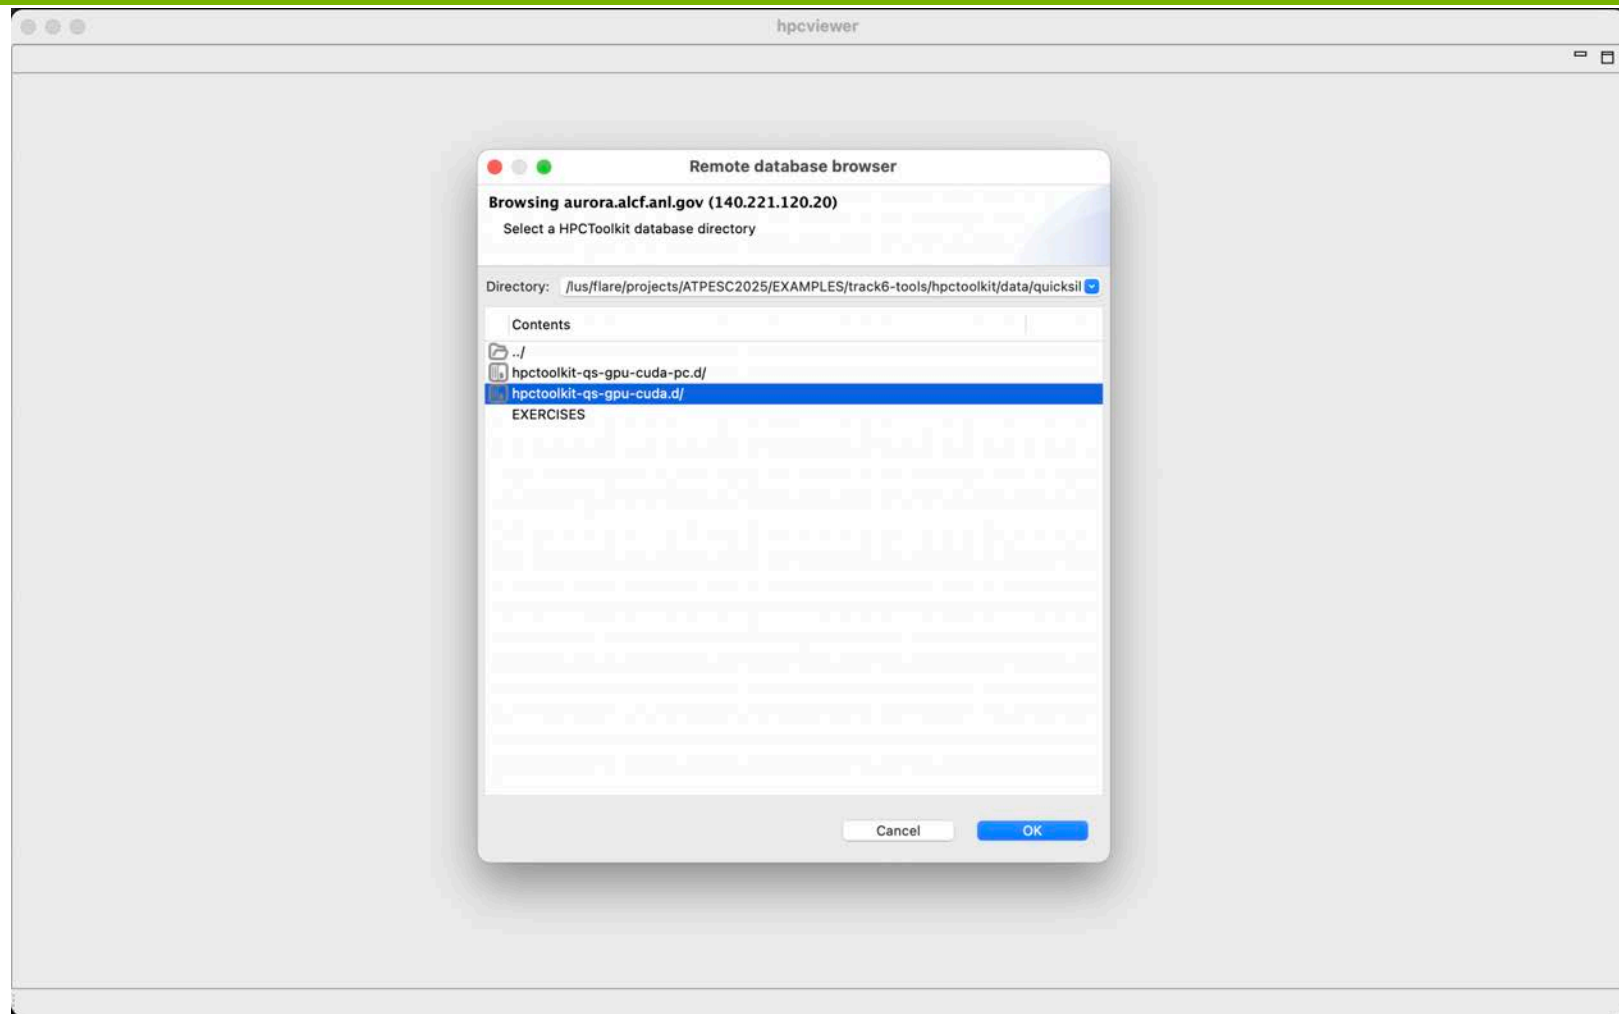 hpcviewer
Remote database browser
Browsing aurora.alcf.anl.gov (140.221.120.20)
Select a HPCToolkit database directory
Directory: /lus/flare/projects/ATPESC2025/EXAMPLES/track6-tools/hpctoolkit/data/quicksil
Contents
../
hpctoolkit-qs-gpu-cuda-pc.d/
hpctoolkit-qs-gpu-cuda.d/
EXERCISES
Cancel OK